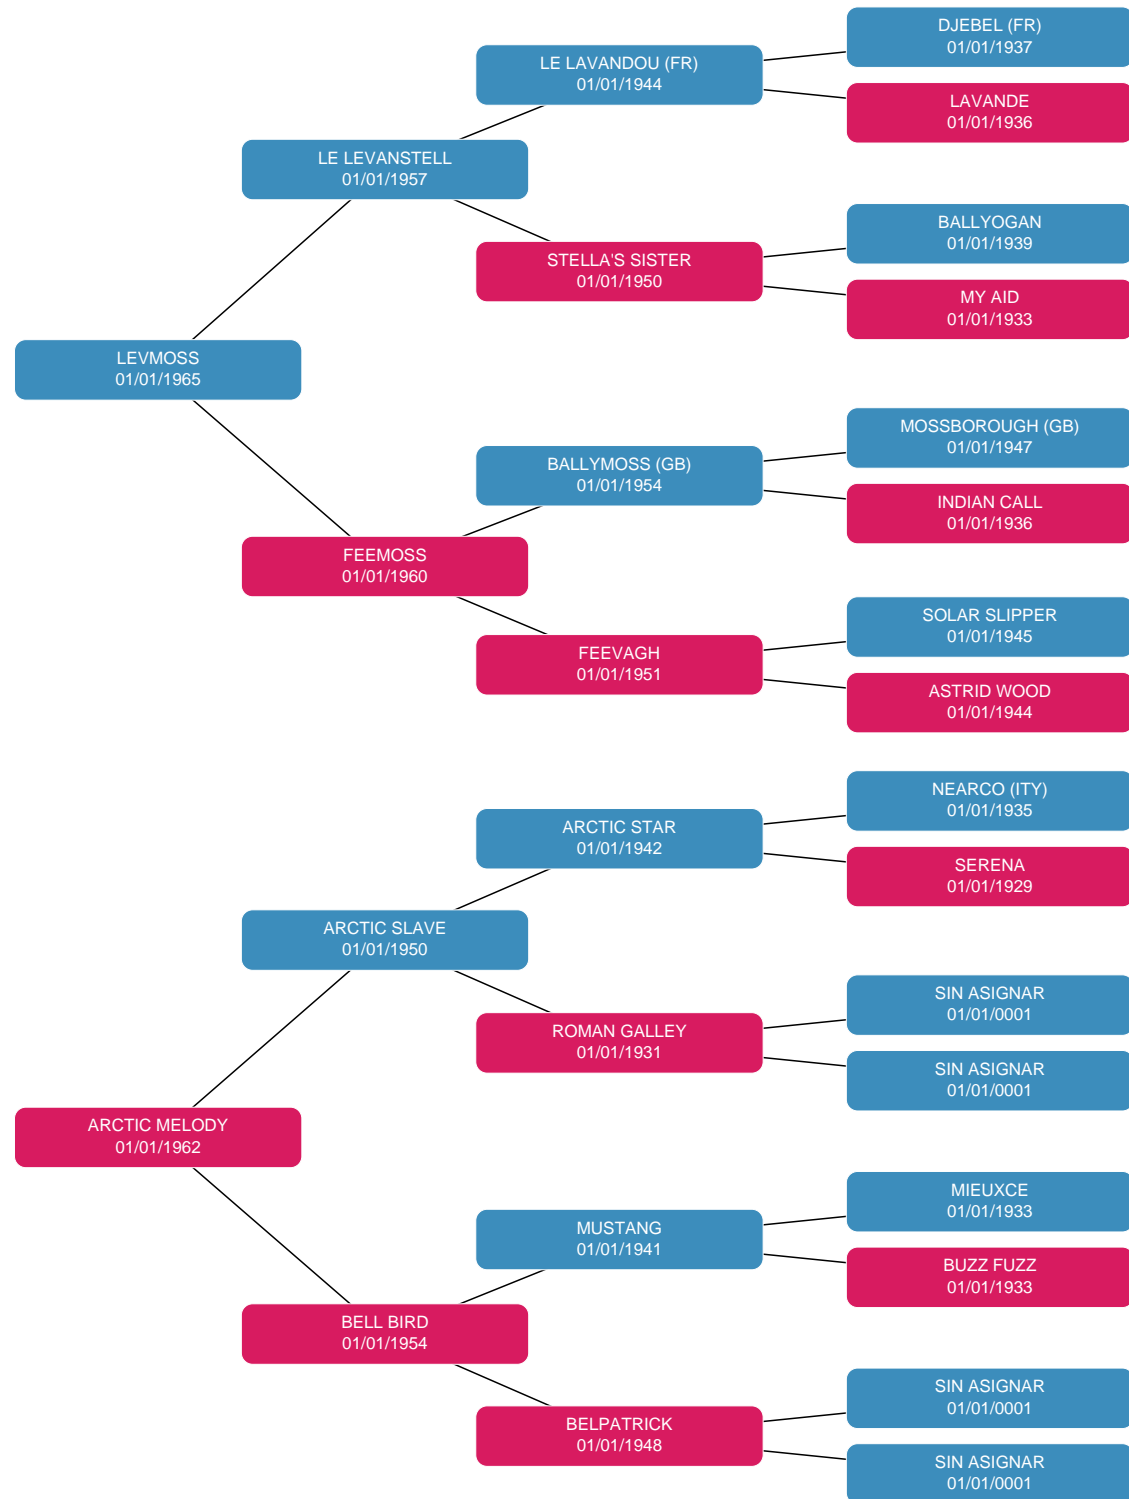 DJEBEL (FR)
01/01/1937
LE LAVANDOU (FR)
01/01/1944
LAVANDE
01/01/1936
LE LEVANSTELL
01/01/1957
BALLYOGAN
01/01/1939
STELLA'S SISTER
01/01/1950
MY AID
01/01/1933
LEVMOSS
01/01/1965
MOSSBOROUGH (GB)
01/01/1947
BALLYMOSS (GB)
01/01/1954
INDIAN CALL
01/01/1936
FEEMOSS
01/01/1960
SOLAR SLIPPER
01/01/1945
FEEVAGH
01/01/1951
ASTRID WOOD
01/01/1944
NEARCO (ITY)
01/01/1935
ARCTIC STAR
01/01/1942
SERENA
01/01/1929
ARCTIC SLAVE
01/01/1950
SIN ASIGNAR
01/01/0001
ROMAN GALLEY
01/01/1931
SIN ASIGNAR
01/01/0001
ARCTIC MELODY
01/01/1962
MIEUXCE
01/01/1933
MUSTANG
01/01/1941
BUZZ FUZZ
01/01/1933
BELL BIRD
01/01/1954
SIN ASIGNAR
01/01/0001
BELPATRICK
01/01/1948
SIN ASIGNAR
01/01/0001